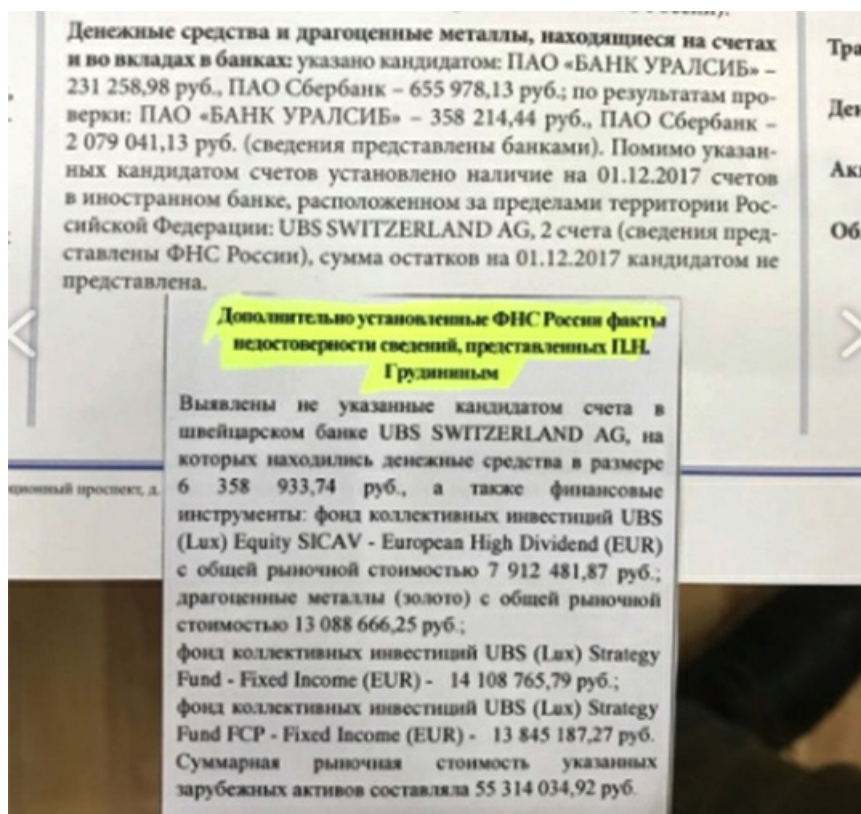 Денежные средства и драгоценные металлы, находящиеся на счетах
и во вкладах в банках: указано кандидатом: ПАО «БАНК УРАЛСИБ» –
231 258,98 руб., ПАО Сбербанк – 655 978,13 руб.; по результатам про-
верки: ПАО «БАНК УРАЛСИБ» – 358 214,44 руб., ПАО Сбербанк –
2 079 041,13 руб. (сведения представлены банками). Помимо указан-
ных кандидатом счетов установлено наличие на 01.12.2017 счетов
в иностранном банке, расположенном за пределами территории Рос-
сийской Федерации: UBS SWITZERLAND AG, 2 счета (сведения пред-
ставлены ФНС России), сумма остатков на 01.12.2017 кандидатом не
представлена.
Дополнительно установленные ФНС России факты
недостоверности сведений, представленных П.Н.
Грудининым
Выявлены не указанные кандидатом счета в
швейцарском банке UBS SWITZERLAND AG, на
которых находились денежные средства в размере
6 358 933,74 руб., а также финансовые
инструменты: фонд коллективных инвестиций UBS
(Lux) Equity SICAV - European High Dividend (EUR)
с общей рыночной стоимостью 7 912 481,87 руб.;
драгоценные металлы (золото) с общей рыночной
стоимостью 13 088 666,25 руб.;
фонд коллективных инвестиций UBS (Lux) Strategy
Fund - Fixed Income (EUR) - 14 108 765,79 руб.;
фонд коллективных инвестиций UBS (Lux) Strategy
Fund FCP - Fixed Income (EUR) - 13 845 187,27 руб.
Суммарная рыночная стоимость указанных
зарубежных активов составляла 55 314 034,92 руб.
проспект, д.
Тра
Ден
Ак
Об